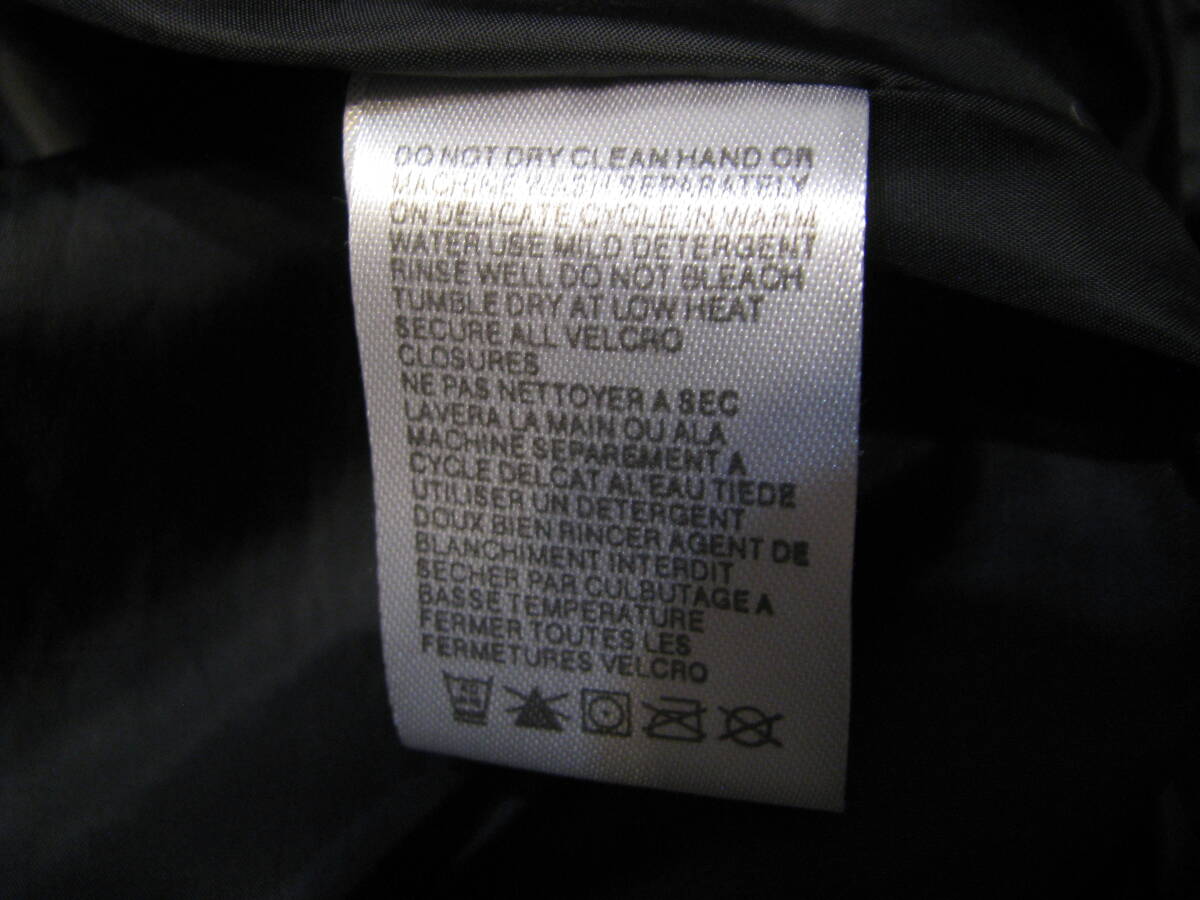 DO NOT DRY CLEAN HAND OR
MACHINE WASH SEPARATELY
ON DELICATE CYCLE IN WARM
WATER USE MILD DETERGENT
RINSE WELL DO NOT BLEACH
TUMBLE DRY AT LOW HEAT
SECURE ALL VELCRO
CLOSURES
NE PAS NETTOYER A SEC
LAVERA LA MAIN OU ALA
MACHINE SEPAREMENT A
CYCLE DELCAT AL'EAU TIEDE
UTILISER UN DETERGENT
DOUX BIEN RINCER AGENT DE
BLANCHIMENT INTERDIT
SECHER PAR CULBUTAGE A
BASSE TEMPERATURE
FERMER TOUTES LES
FERMETURES VELCRO